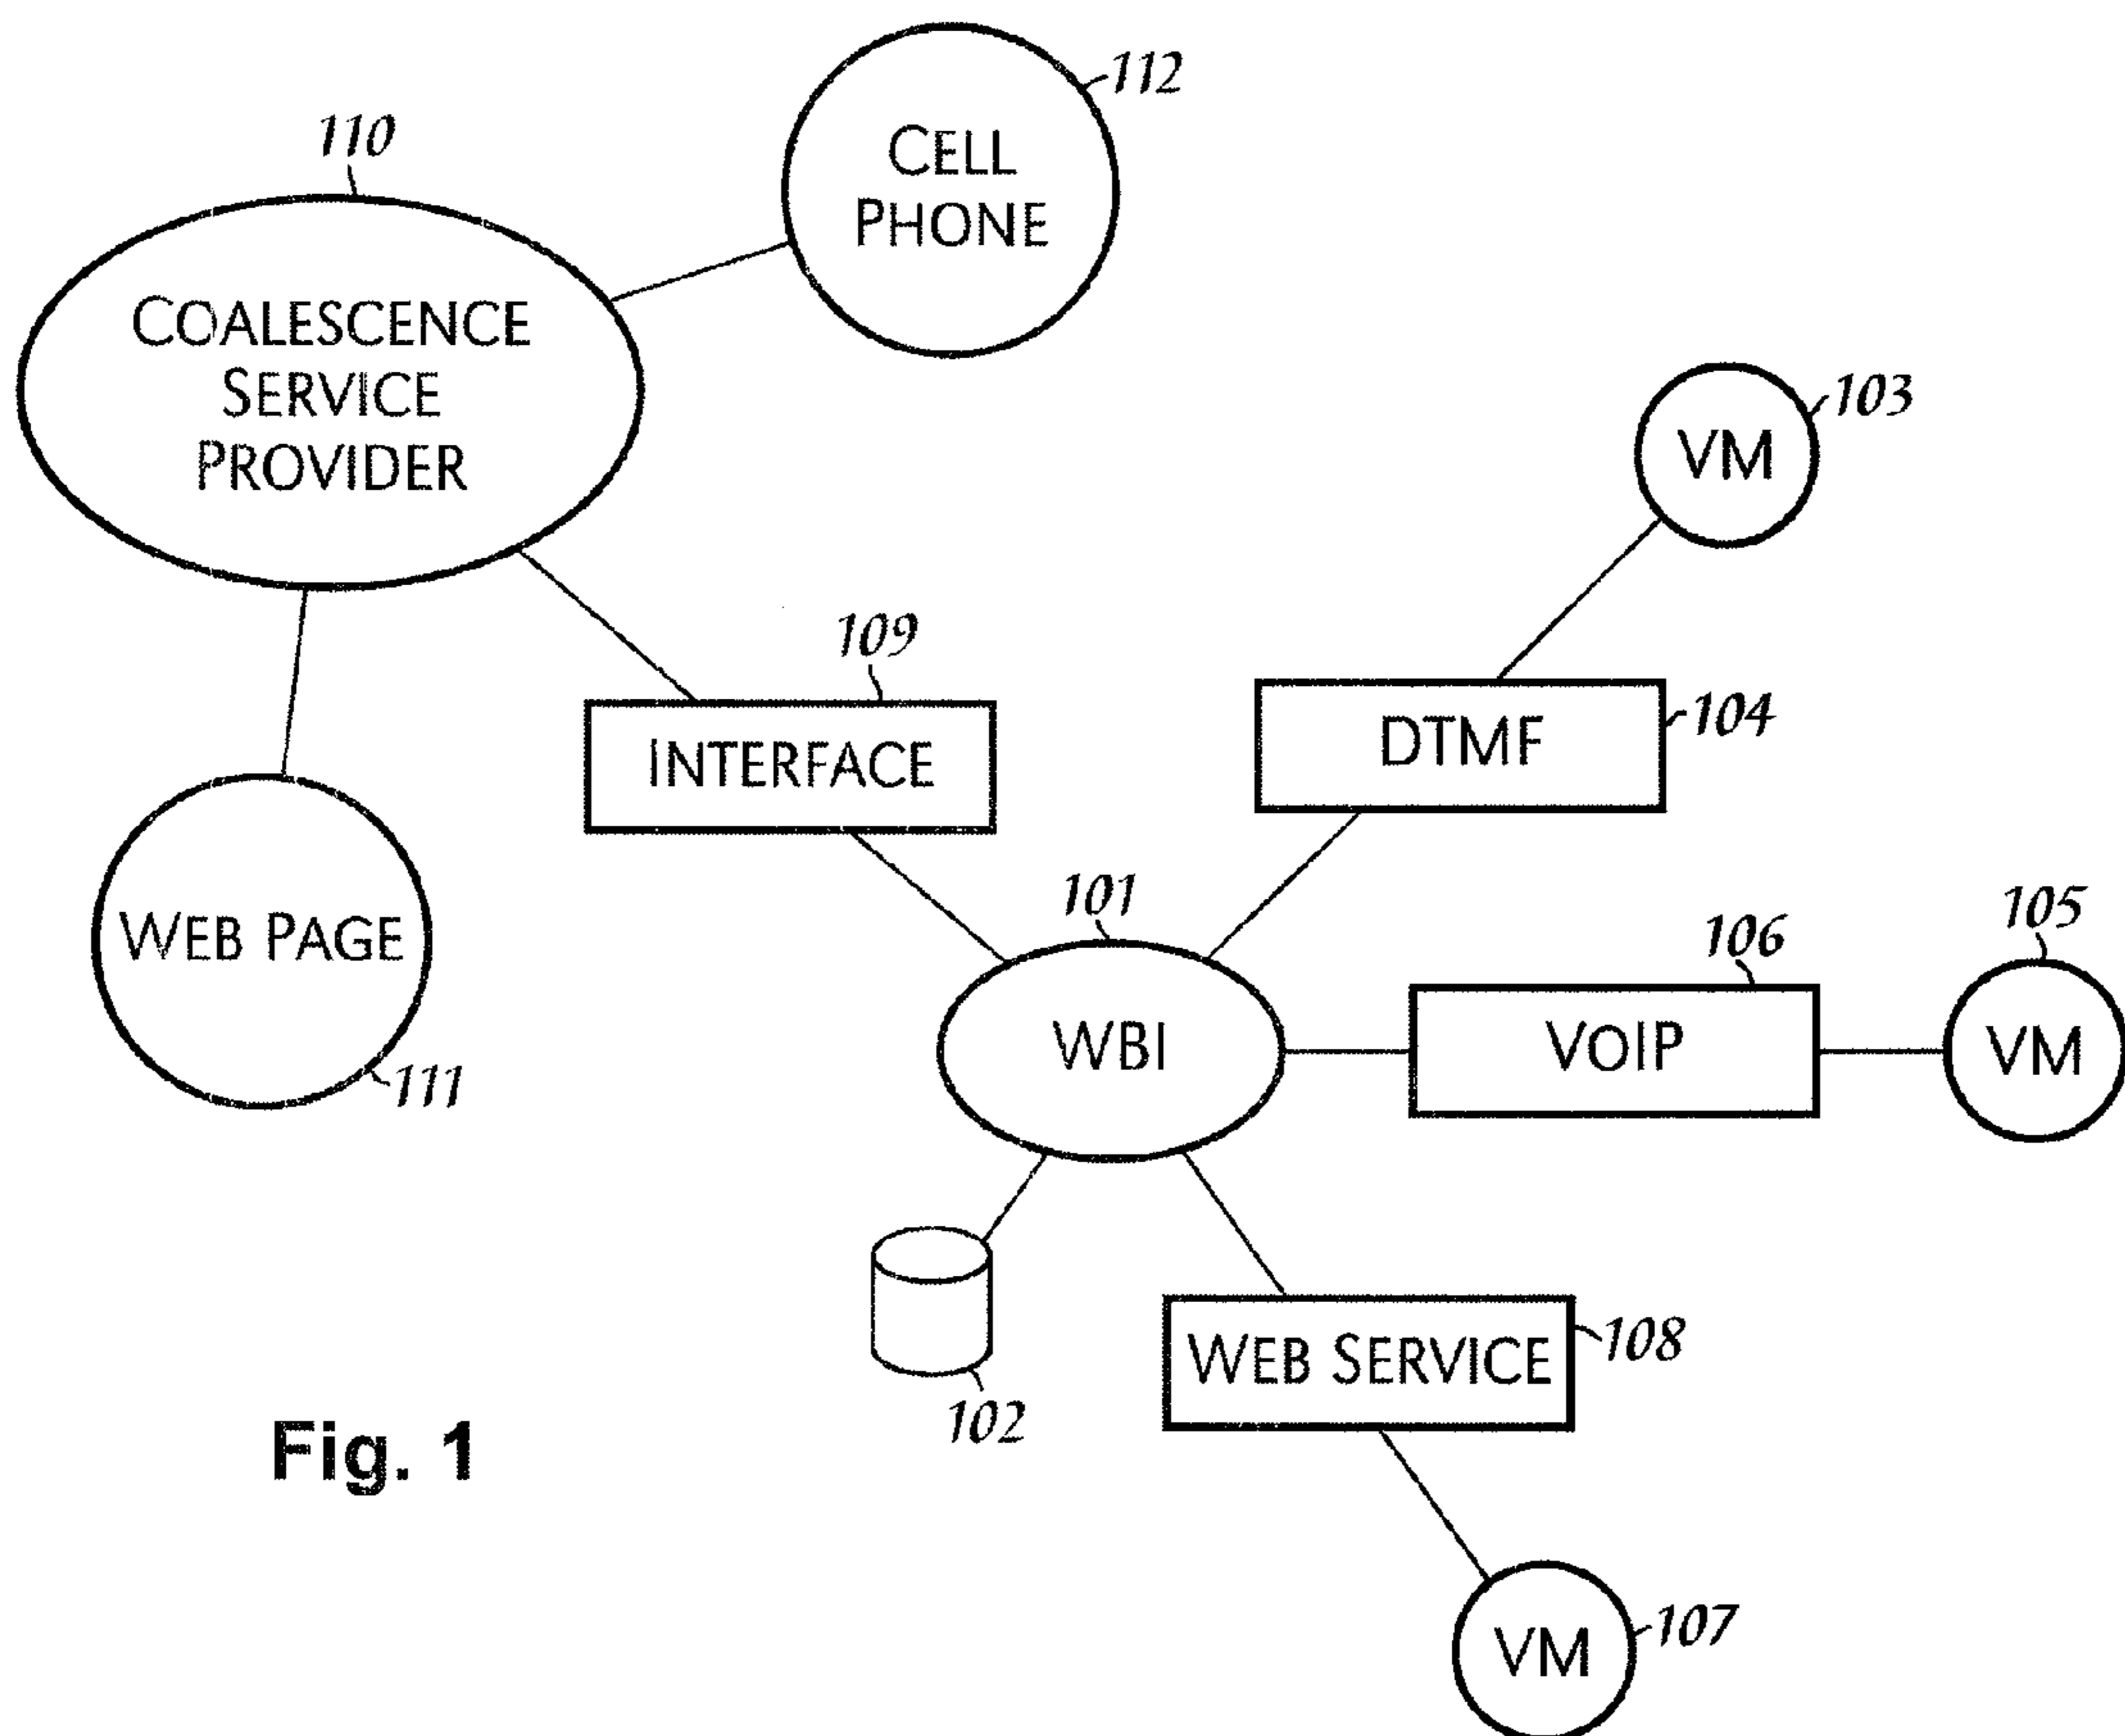 112
CELL
PHONE
110
COALESCENCE
SERVICE
PROVIDER
103
VM
109
INTERFACE
DTMF
104
101
WBI
106
VOIP
105
VM
WEB PAGE
111
102
WEB SERVICE
108
Fig. 1
VM
107